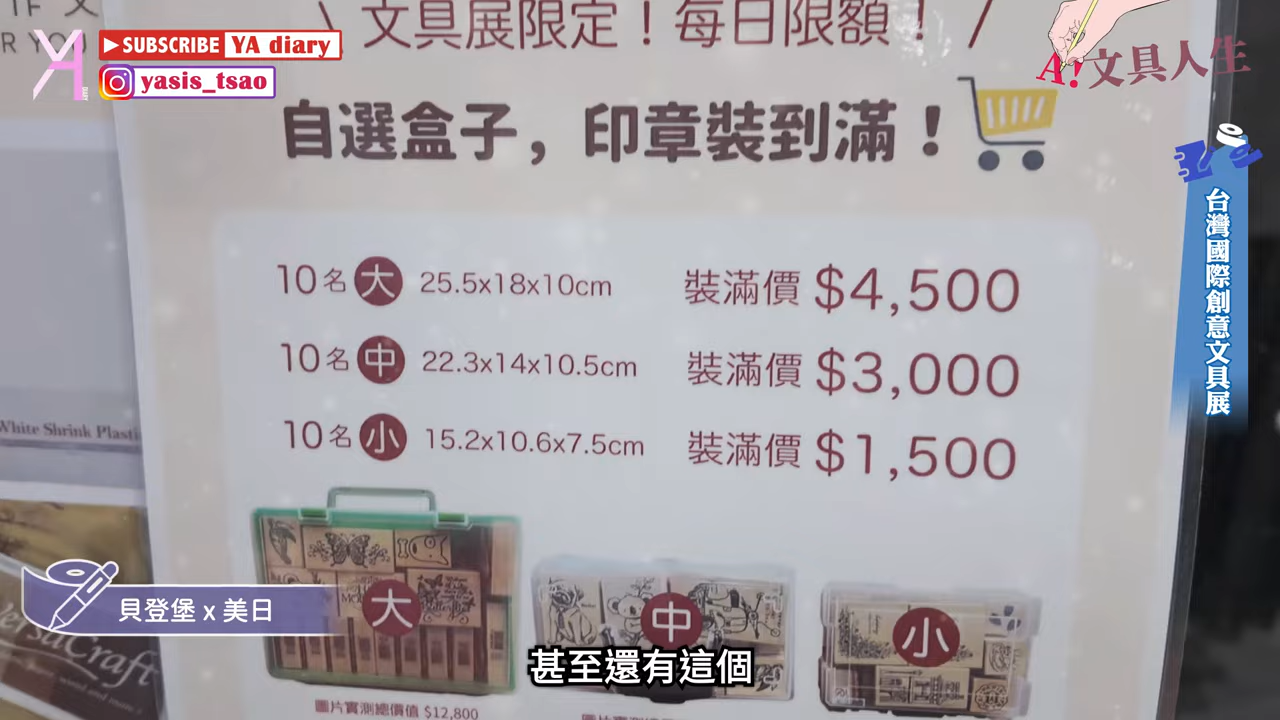 SUBSCRIBE YA diary
yasis_tsao
A!文具人生
台灣國際創意文具展
文具展限定！每日限額！
自選盒子，印章裝到滿！
10名 大 25.5x18x10cm 裝滿價 $4,500
10名 中 22.3x14x10.5cm 裝滿價 $3,000
10名 小 15.2x10.6x7.5cm 裝滿價 $1,500
White Shrink Plasti
大
中
小
圖片實測總價值 $12,800
貝登堡 x 美日
甚至還有這個